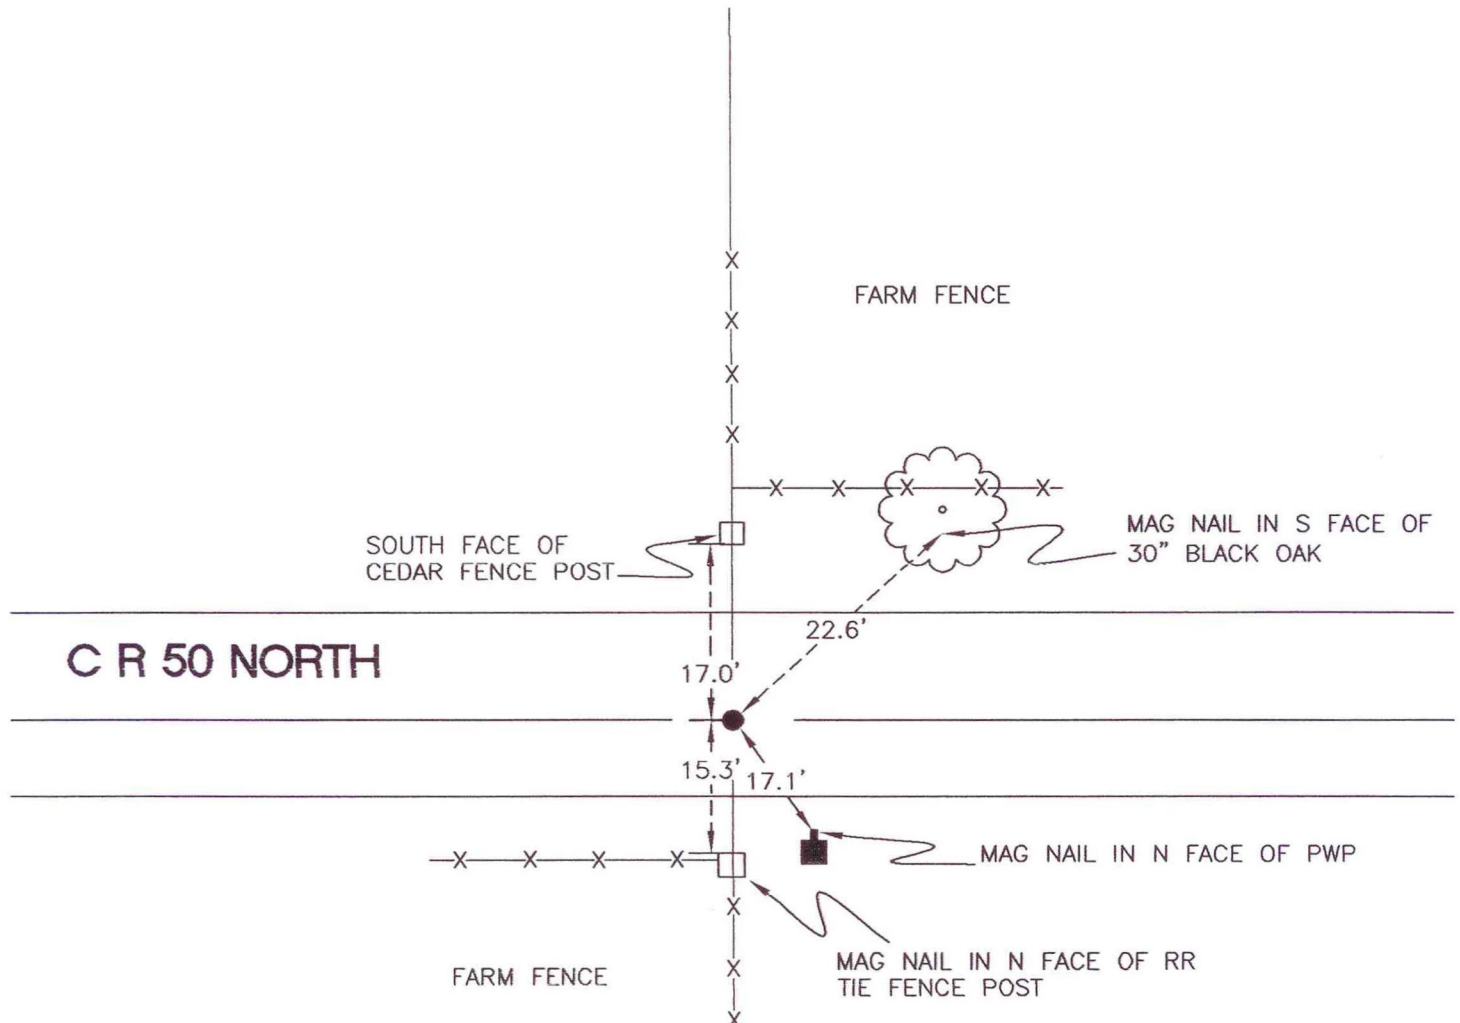 FARM FENCE
MAG NAIL IN S FACE OF
30" BLACK OAK
SOUTH FACE OF
CEDAR FENCE POST
22.6'
C R 50 NORTH
17.0'
15.3'
17.1'
MAG NAIL IN N FACE OF PWP
MAG NAIL IN N FACE OF RR
TIE FENCE POST
FARM FENCE